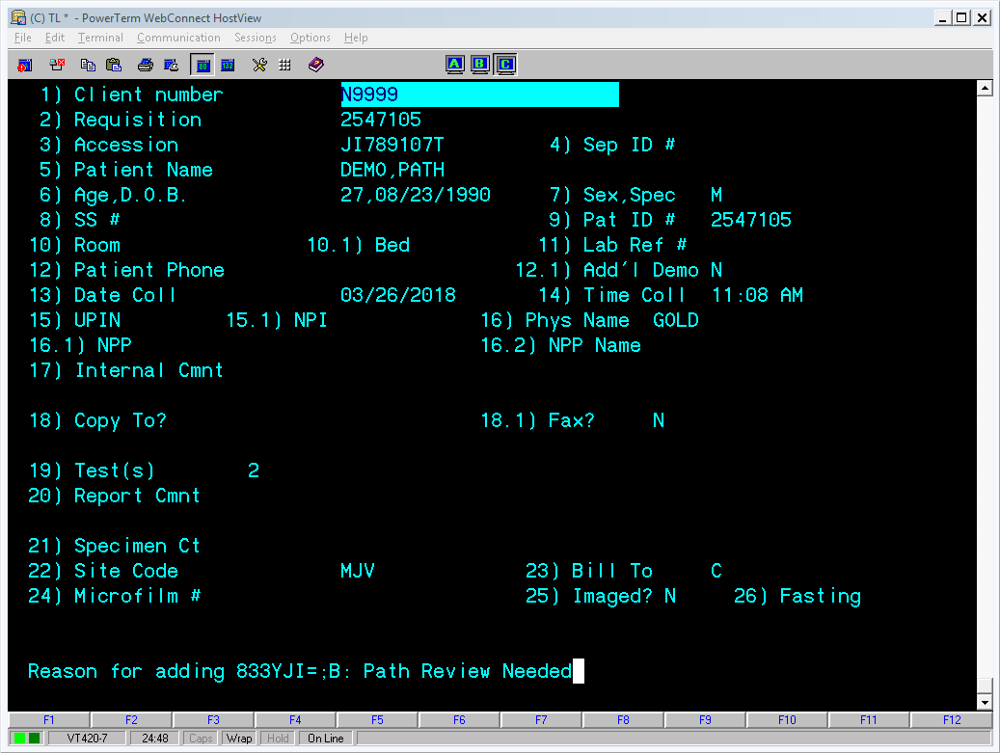 (C) TL * - PowerTerm WebConnect HostView
File Edit Terminal Communication Sessions Options Help
80 132 A B C
1) Client number N9999
2) Requisition 2547105
3) Accession JI789107T 4) Sep ID #
5) Patient Name DEMO,PATH
6) Age,D.O.B. 27,08/23/1990 7) Sex,Spec M
8) SS # 9) Pat ID # 2547105
10) Room 10.1) Bed 11) Lab Ref #
12) Patient Phone 12.1) Add'l Demo N
13) Date Coll 03/26/2018 14) Time Coll 11:08 AM
15) UPIN 15.1) NPI 16) Phys Name GOLD
16.1) NPP 16.2) NPP Name
17) Internal Cmnt
18) Copy To? 18.1) Fax? N
19) Test(s) 2
20) Report Cmnt
21) Specimen Ct
22) Site Code MJV 23) Bill To C
24) Microfilm # 25) Imaged? N 26) Fasting
Reason for adding 833YJI=;B: Path Review Needed
F1 F2 F3 F4 F5 F6 F7 F8 F9 F10 F11 F12
VT420-7 24:48 Caps Wrap Hold On Line